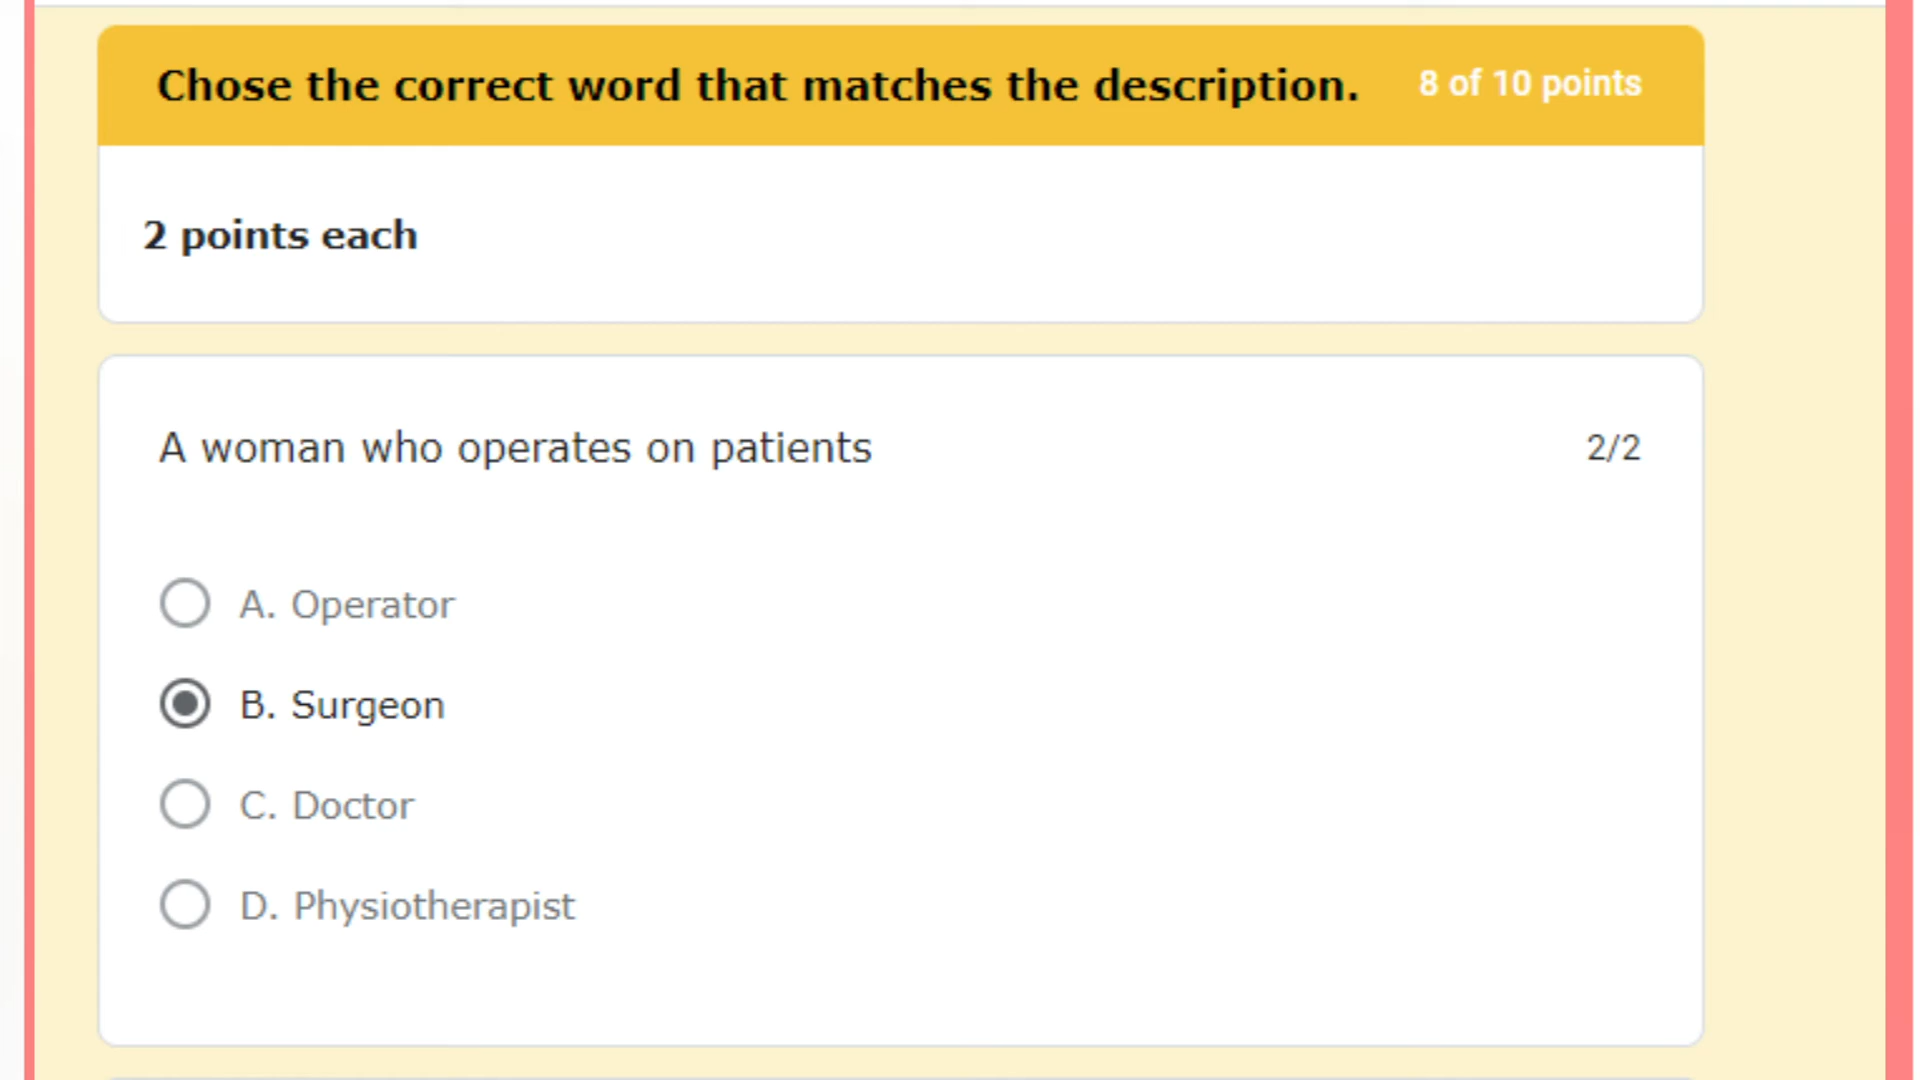 Chose the correct word that matches the description. 8 of 10 points
2 points each
A woman who operates on patients 2/2
A. Operator
B. Surgeon
C. Doctor
D. Physiotherapist